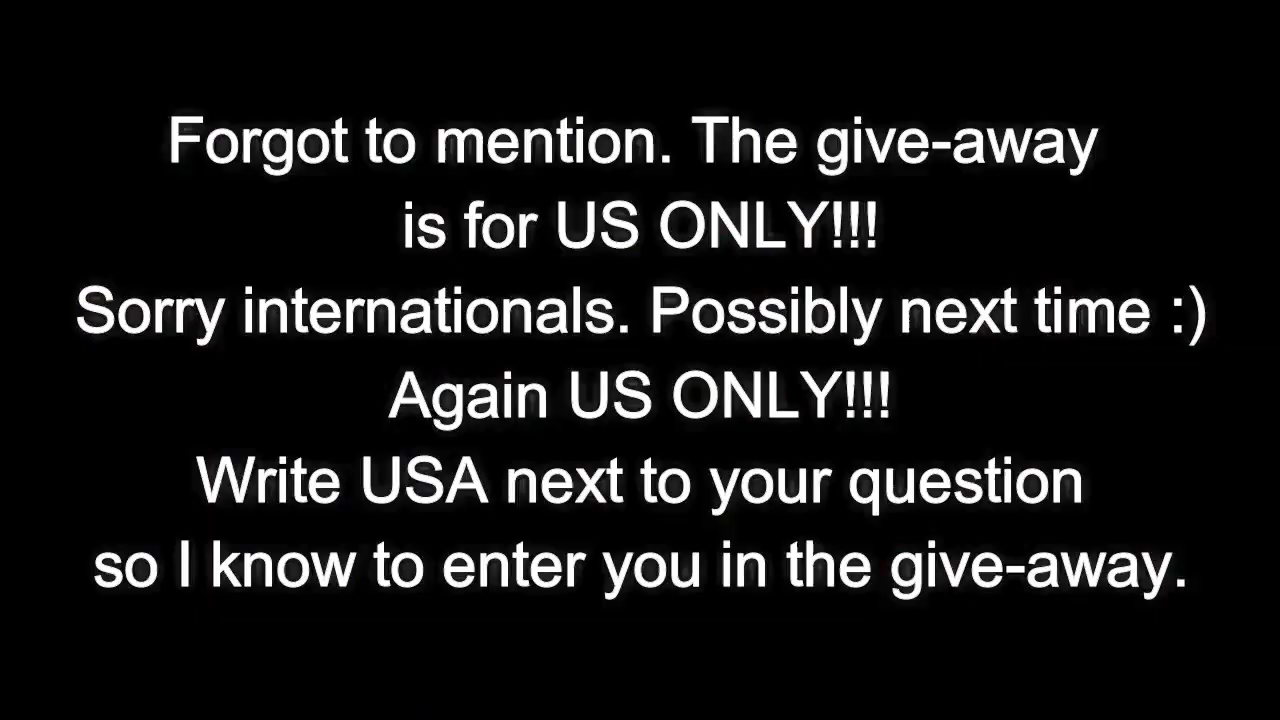 Forgot to mention. The give-away
is for US ONLY!!!
Sorry internationals. Possibly next time :)
Again US ONLY!!!
Write USA next to your question
so I know to enter you in the give-away.